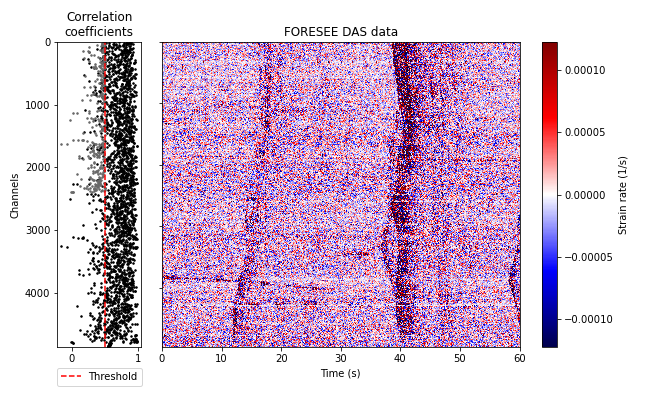 Correlation
coefficients
FORESEE DAS data
0
1000
2000
3000
4000
Channels
0
1
Threshold
0
10
20
30
40
50
60
Time (s)
0.00010
0.00005
0.00000
−0.00005
−0.00010
Strain rate (1/s)